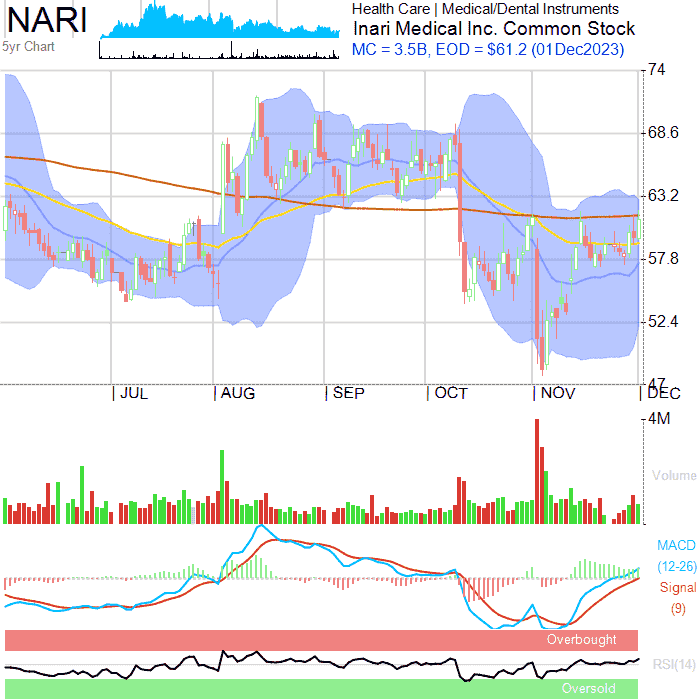 NARI
5yr Chart
Health Care | Medical/Dental Instruments
Inari Medical Inc. Common Stock
MC = 3.5B, EOD = $61.2 (01Dec2023)
74
68.6
63.2
57.8
52.4
47
| JUL | AUG | SEP | OCT | NOV | DEC
4M
Volume
MACD
(12-26)
Signal
(9)
Overbought
RSI(14)
Oversold